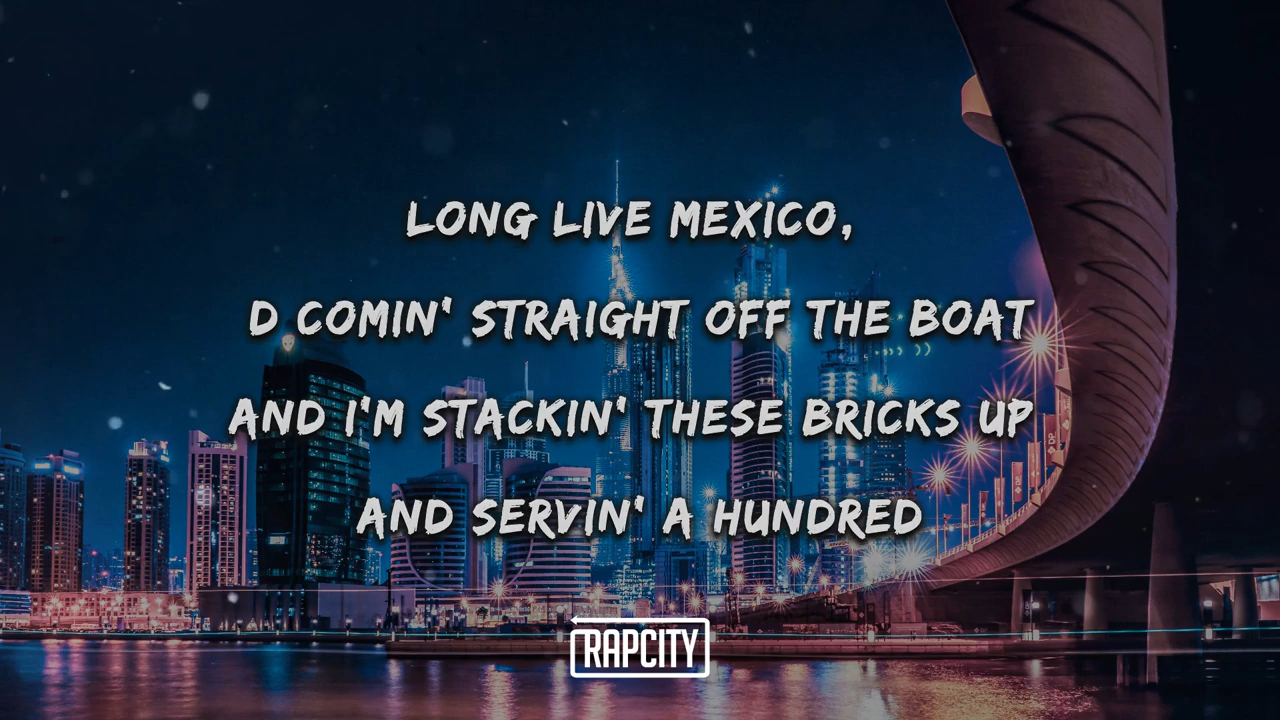 LONG LIVE MEXICO,
D COMIN' STRAIGHT OFF THE BOAT
AND I'M STACKIN' THESE BRICKS UP
AND SERVIN' A HUNDRED
RAPCITY